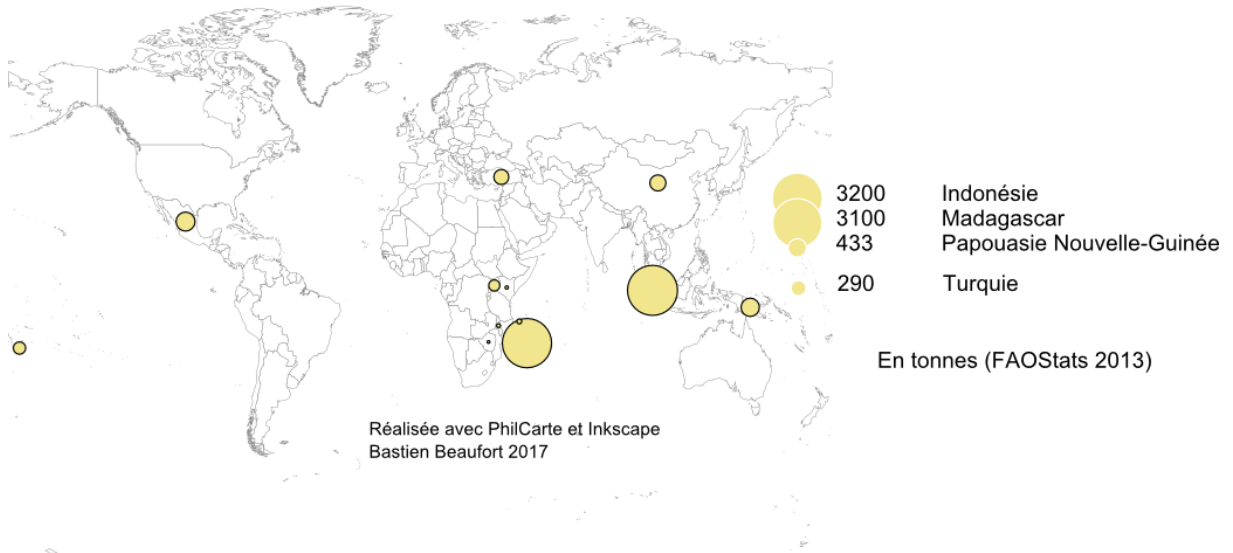 3200 Indonésie
3100 Madagascar
433 Papouasie Nouvelle-Guinée
290 Turquie
En tonnes (FAOStats 2013)
Réalisée avec PhilCarte et Inkscape
Bastien Beaufort 2017